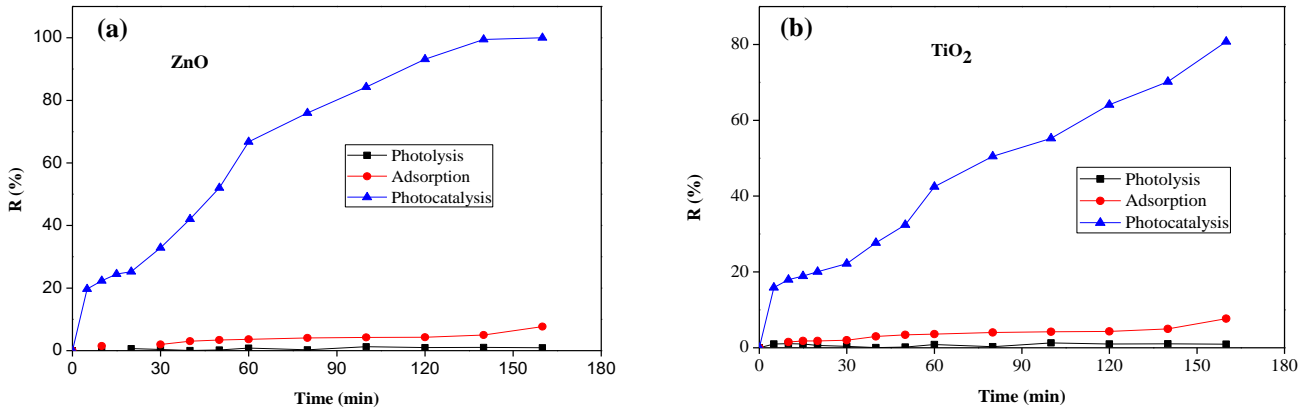 (a)
ZnO
100
80
60
40
20
0
R (%)
Photolysis
Adsorption
Photocatalysis
0 30 60 90 120 150 180
Time (min)
(b)
TiO2
80
60
40
20
0
R (%)
Photolysis
Adsorption
Photocatalysis
0 30 60 90 120 150 180
Time (min)